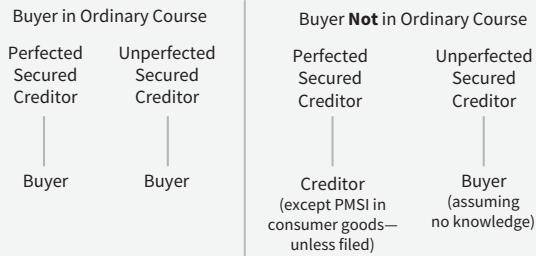 Buyer in Ordinary Course
Perfected
Secured
Creditor
Unperfected
Secured
Creditor
Buyer
Buyer
Buyer Not in Ordinary Course
Perfected
Secured
Creditor
Unperfected
Secured
Creditor
Creditor
(except PMSI in
consumer goods—
unless filed)
Buyer
(assuming
no knowledge)